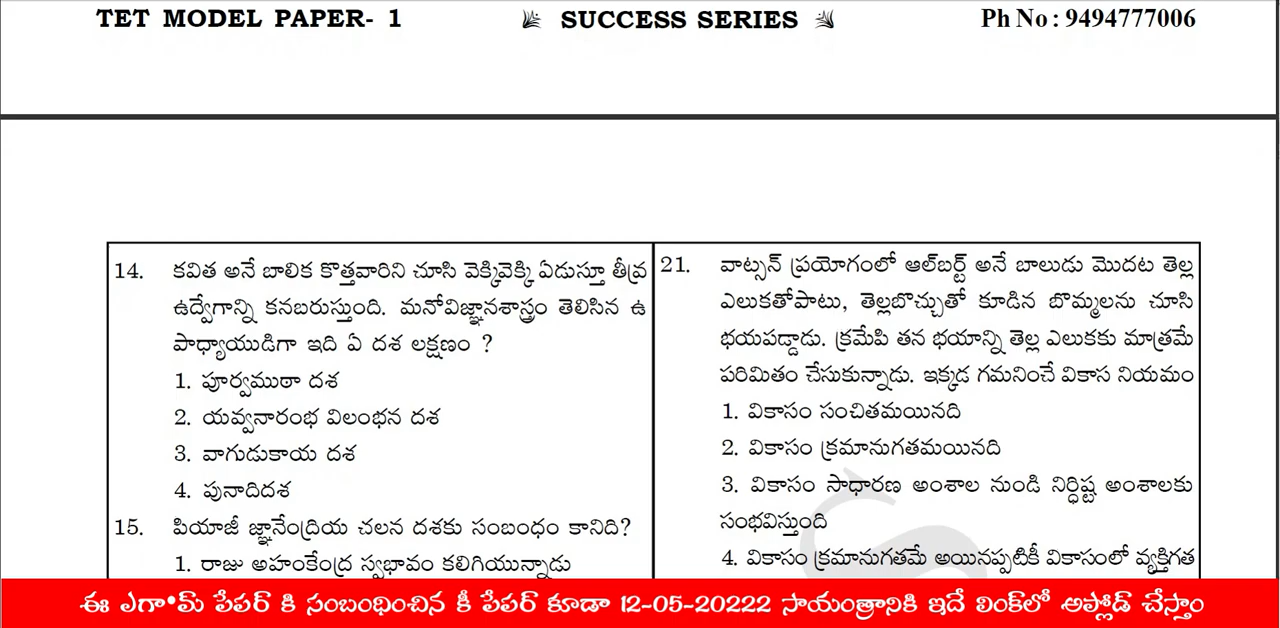 TET MODEL PAPER- 1 SUCCESS SERIES Ph No : 9494777006
14. కవిత అనే బాలిక కొత్తవారిని చూసి వెక్కివెక్కి ఏడుస్తూ తీవ్ర
ఉద్వేగాన్ని కనబరుస్తుంది. మనోవిజ్ఞానశాస్త్రం తెలిసిన ఉ
పాధ్యాయుడిగా ఇది ఏ దశ లక్షణం ?
1. పూర్వముఠా దశ
2. యవ్వనారంభ విలంభన దశ
3. వాగుడుకాయ దశ
4. పునాదిదశ
15. పియాజీ జ్ఞానేంద్రియ చలన దశకు సంబంధం కానిది?
1. రాజు అహంకేంద్ర స్వభావం కలిగియున్నాడు
21. వాట్సన్ ప్రయోగంలో ఆల్‌బర్ట్ అనే బాలుడు మొదట తెల్ల
ఎలుకతోపాటు, తెల్లబొచ్చుతో కూడిన బొమ్మలను చూసి
భయపడ్డాడు. క్రమేపి తన భయాన్ని తెల్ల ఎలుకకు మాత్రమే
పరిమితం చేసుకున్నాడు. ఇక్కడ గమనించే వికాస నియమం
1. వికాసం సంచితమయినది
2. వికాసం క్రమానుగతమయినది
3. వికాసం సాధారణ అంశాల నుండి నిర్ధిష్ట అంశాలకు
సంభవిస్తుంది
4. వికాసం క్రమానుగతమే అయినప్పటికీ వికాసంలో వ్యక్తిగత
ఈ ఎగా•మ్ పేపర్ కి సంబంథించిన కీ పేపర్ కూడా 12-05-20222 సాయంత్రానికి ఇదే లింక్‌లో అప్లోడ్ చేస్తాం